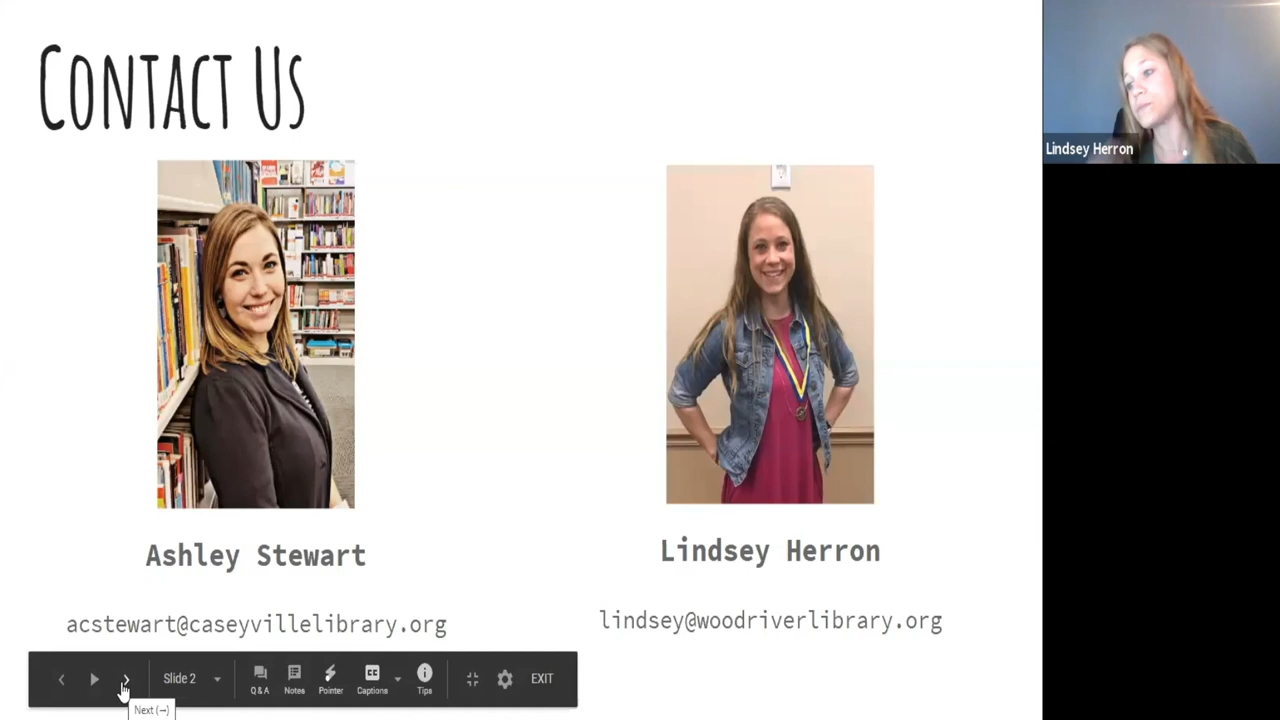 Contact Us
Lindsey Herron
Ashley Stewart
Lindsey Herron
acstewart@caseyvillelibrary.org
lindsey@woodriverlibrary.org
Slide 2
Q & A
Notes
Pointer
CC
Captions
Tips
EXIT
Next (→)